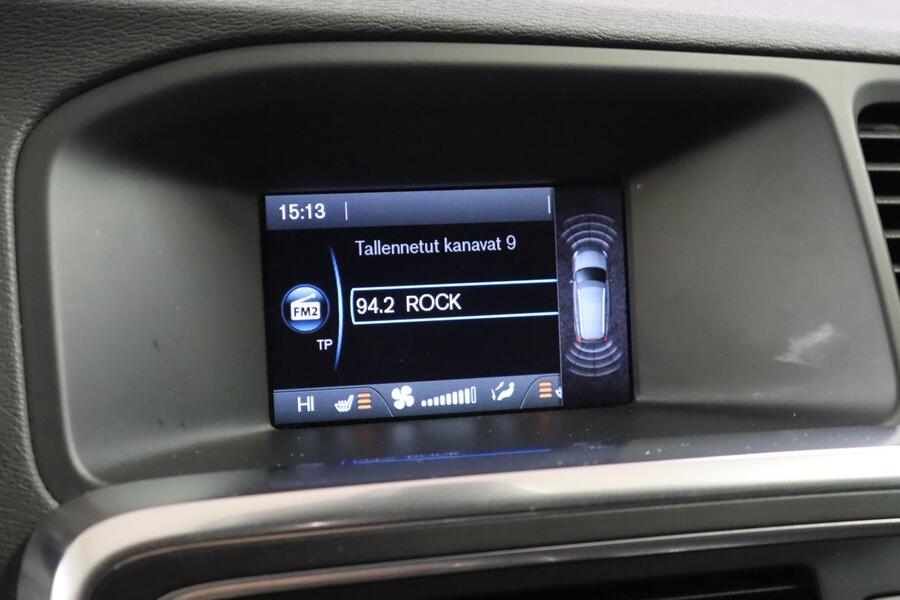 15:13
Tallennetut kanavat 9
FM2
94.2 ROCK
TP
HI